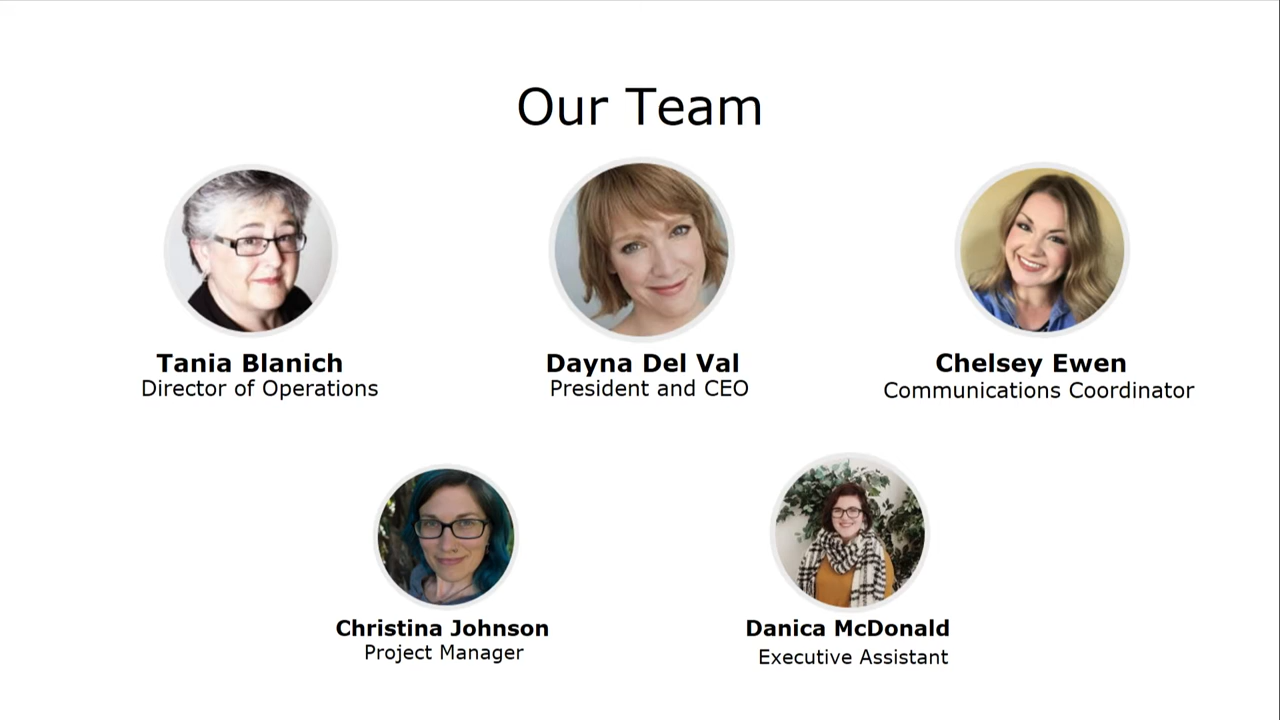 Our Team
Tania Blanich
Director of Operations
Dayna Del Val
President and CEO
Chelsey Ewen
Communications Coordinator
Christina Johnson
Project Manager
Danica McDonald
Executive Assistant